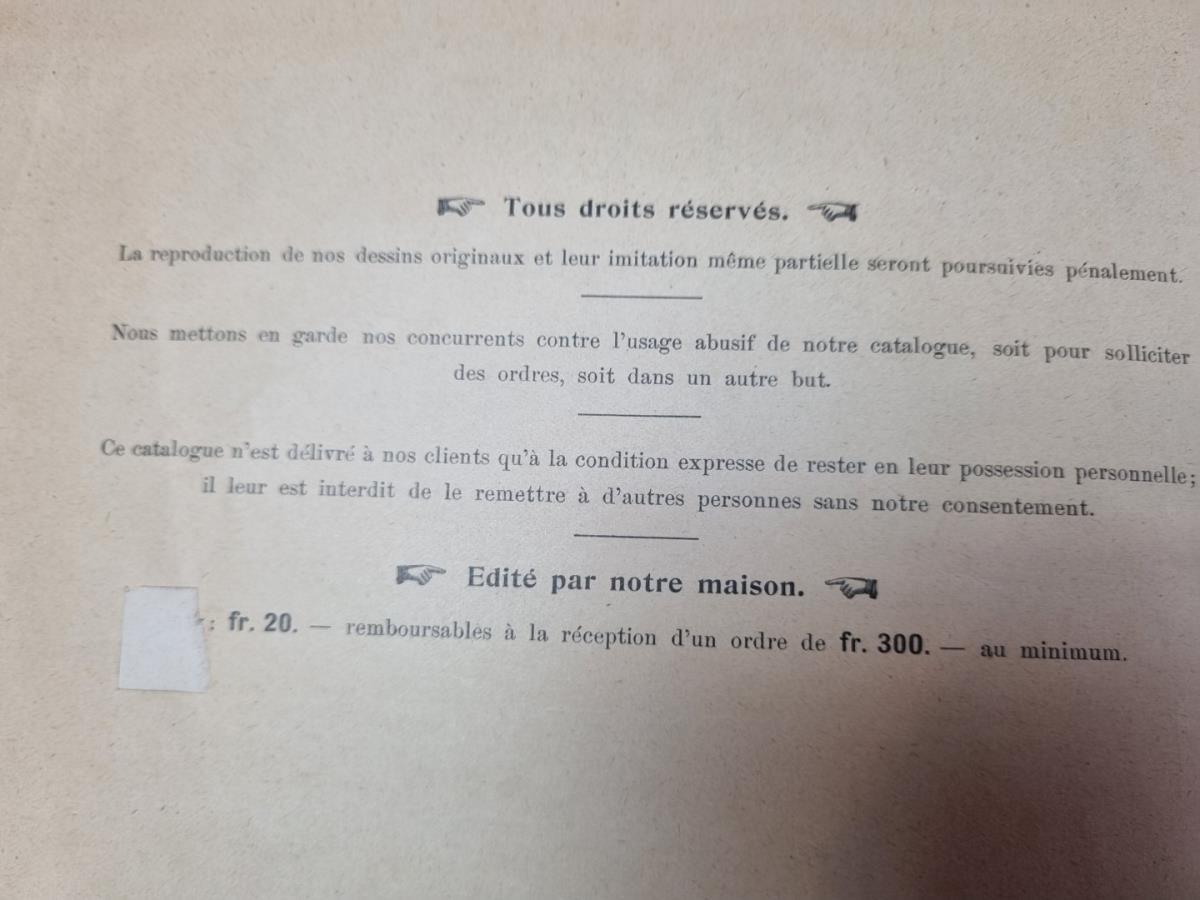 Tous droits réservés.
La reproduction de nos dessins originaux et leur imitation même partielle seront poursuivies pénalement.
Nous mettons en garde nos concurrents contre l'usage abusif de notre catalogue, soit pour solliciter
des ordres, soit dans un autre but.
Ce catalogue n'est délivré à nos clients qu'à la condition expresse de rester en leur possession personnelle;
il leur est interdit de le remettre à d'autres personnes sans notre consentement.
Edité par notre maison.
: fr. 20. — remboursables à la réception d'un ordre de fr. 300. — au minimum.